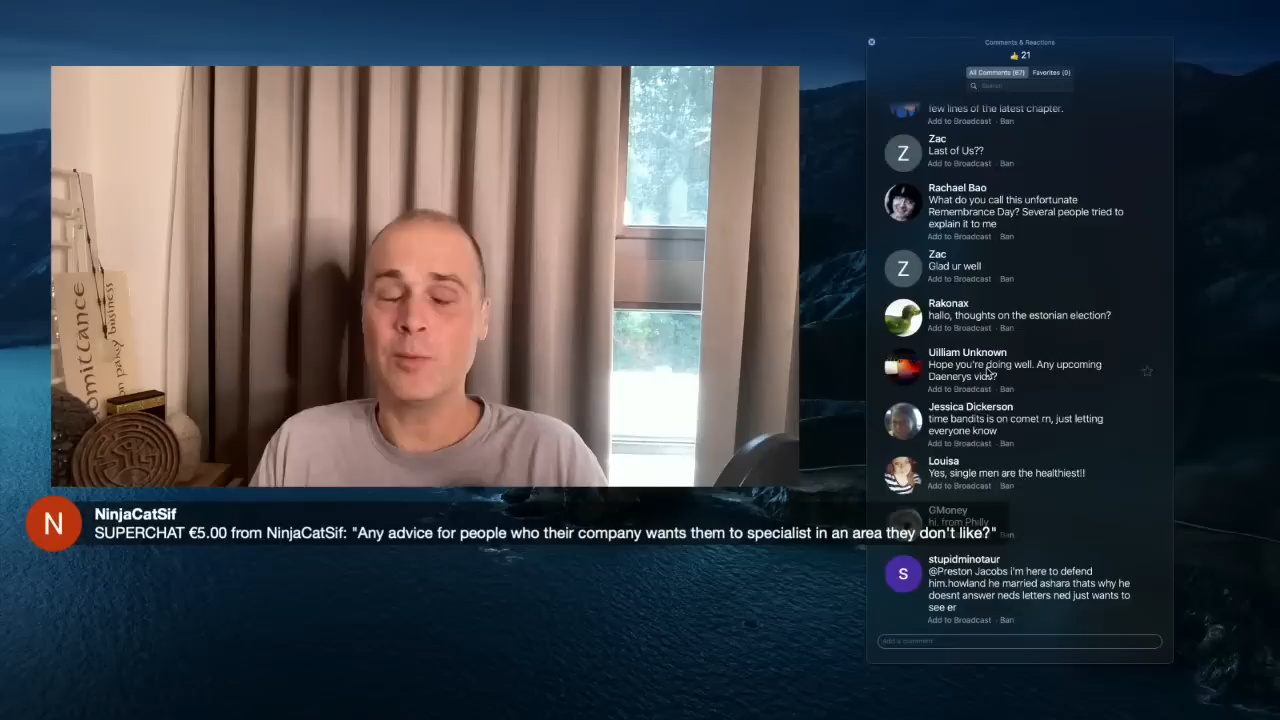 omittance
on pakuy business
NinjaCatSif
SUPERCHAT €5.00 from NinjaCatSif: "Any advice for people who their company wants them to specialist in an area they don't like?"
N
Comments & Reactions
👍 21
All Comments (67) Favorites (0)
Search
few lines of the latest chapter.
Add to Broadcast · Ban
Z
Zac
Last of Us??
Add to Broadcast · Ban
Rachael Bao
What do you call this unfortunate
Remembrance Day? Several people tried to
explain it to me
Add to Broadcast · Ban
Z
Zac
Glad ur well
Add to Broadcast · Ban
Rakonax
hallo, thoughts on the estonian election?
Add to Broadcast · Ban
Uilliam Unknown
Hope you're doing well. Any upcoming
Daenerys vids?
Add to Broadcast · Ban
Jessica Dickerson
time bandits is on comet rn, just letting
everyone know
Add to Broadcast · Ban
Louisa
Yes, single men are the healthiest!!
Add to Broadcast · Ban
GMoney
hi, from Philly
Ban
S
stupidminotaur
@Preston Jacobs i'm here to defend
him.howland he married ashara thats why he
doesnt answer neds letters ned just wants to
see er
Add to Broadcast · Ban
Add a comment